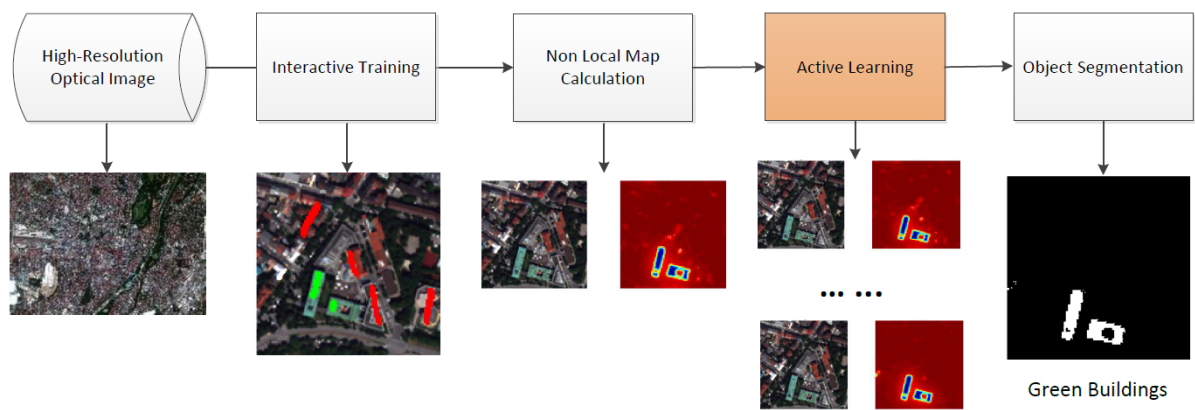 High-Resolution
Optical Image
Interactive Training
Non Local Map
Calculation
Active Learning
Object Segmentation
... ...
Green Buildings